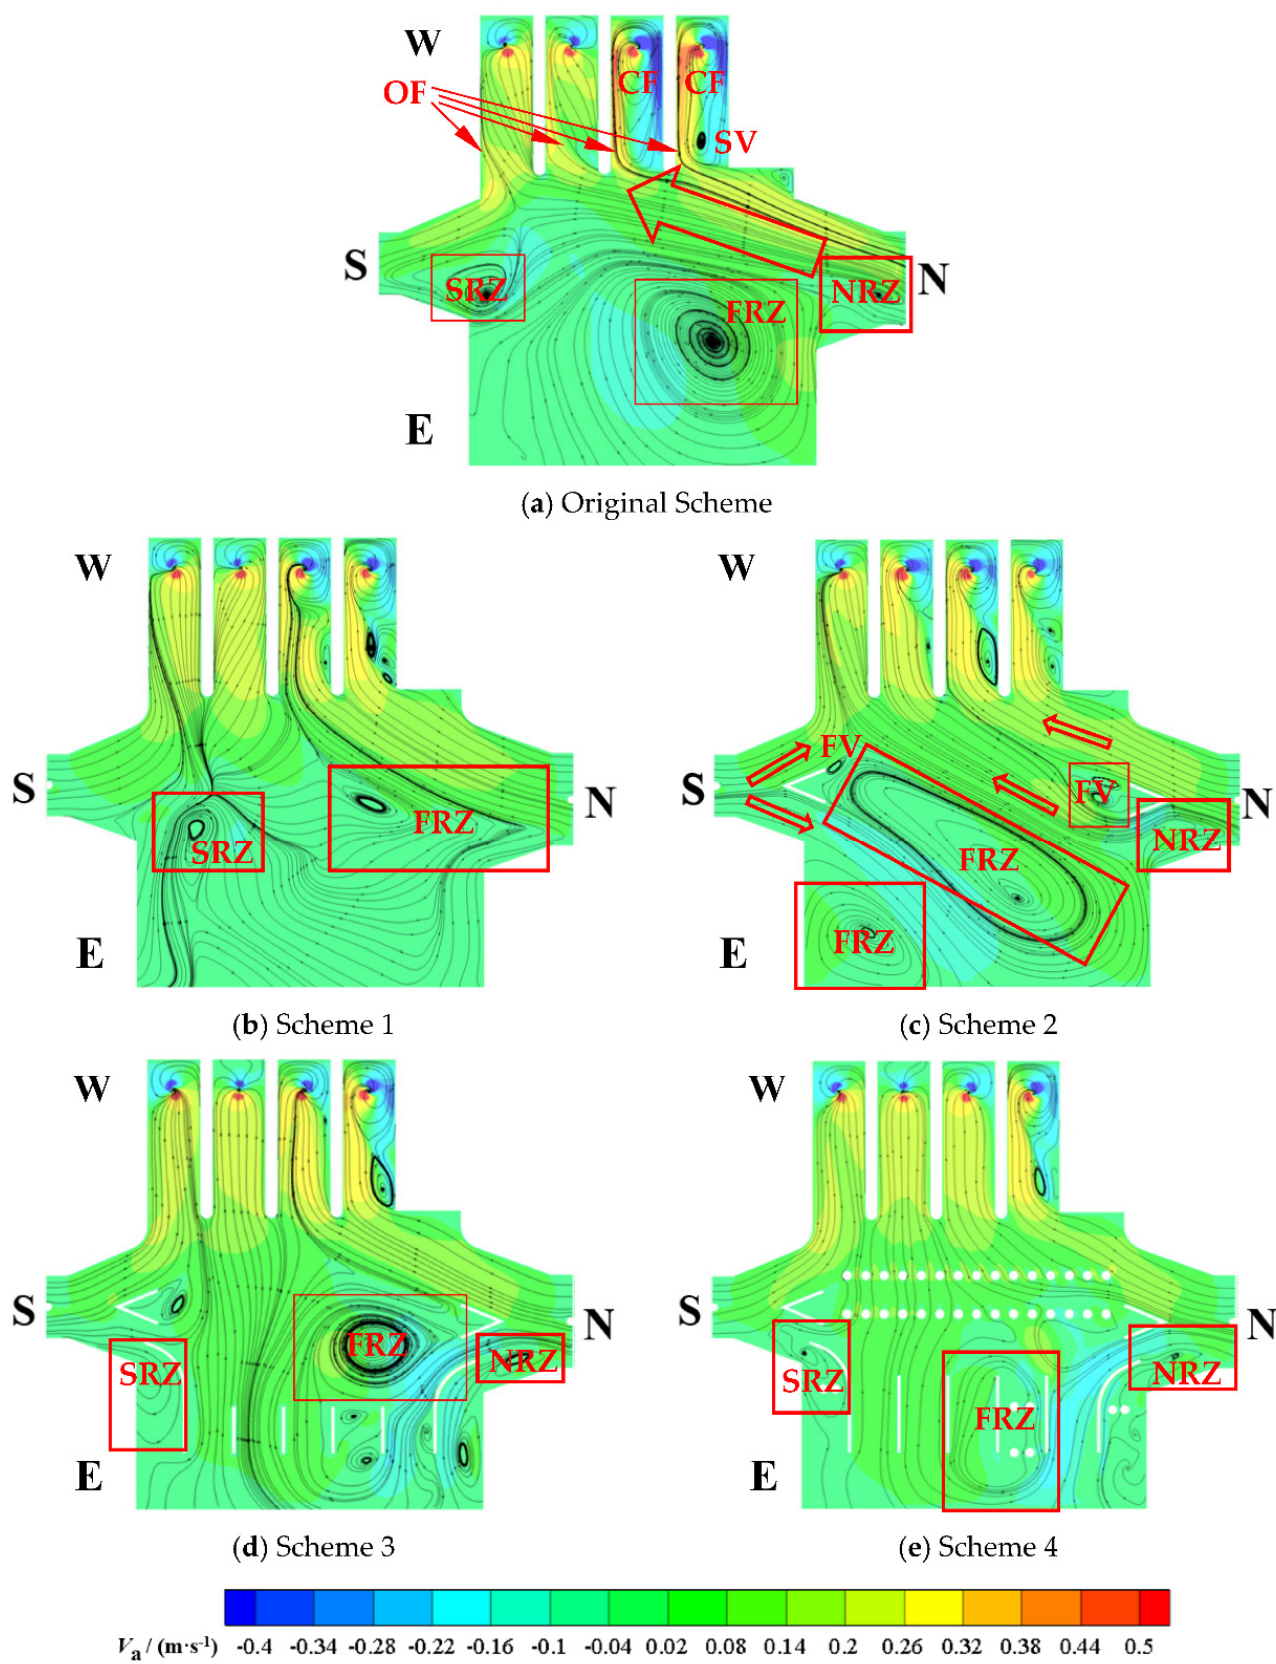 W
CF CF
OF
SV
S
SRZ
NRZ
N
FRZ
E
(a) Original Scheme
W
W
S
FRZ
N
SRZ
E
(b) Scheme 1
FV
S
FV
N
NRZ
FRZ
FRZ
E
(c) Scheme 2
W
W
S
FRZ
N
SRZ
NRZ
E
(d) Scheme 3
S
N
SRZ
NRZ
FRZ
E
(e) Scheme 4
Va / (m·s-1) -0.4 -0.34 -0.28 -0.22 -0.16 -0.1 -0.04 0.02 0.08 0.14 0.2 0.26 0.32 0.38 0.44 0.5